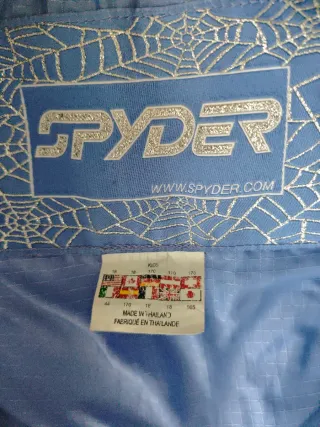 SPYDER
WWW.SPYDER.COM
MADE IN THAILAND
FABRIQUÉ EN THAÏLANDE